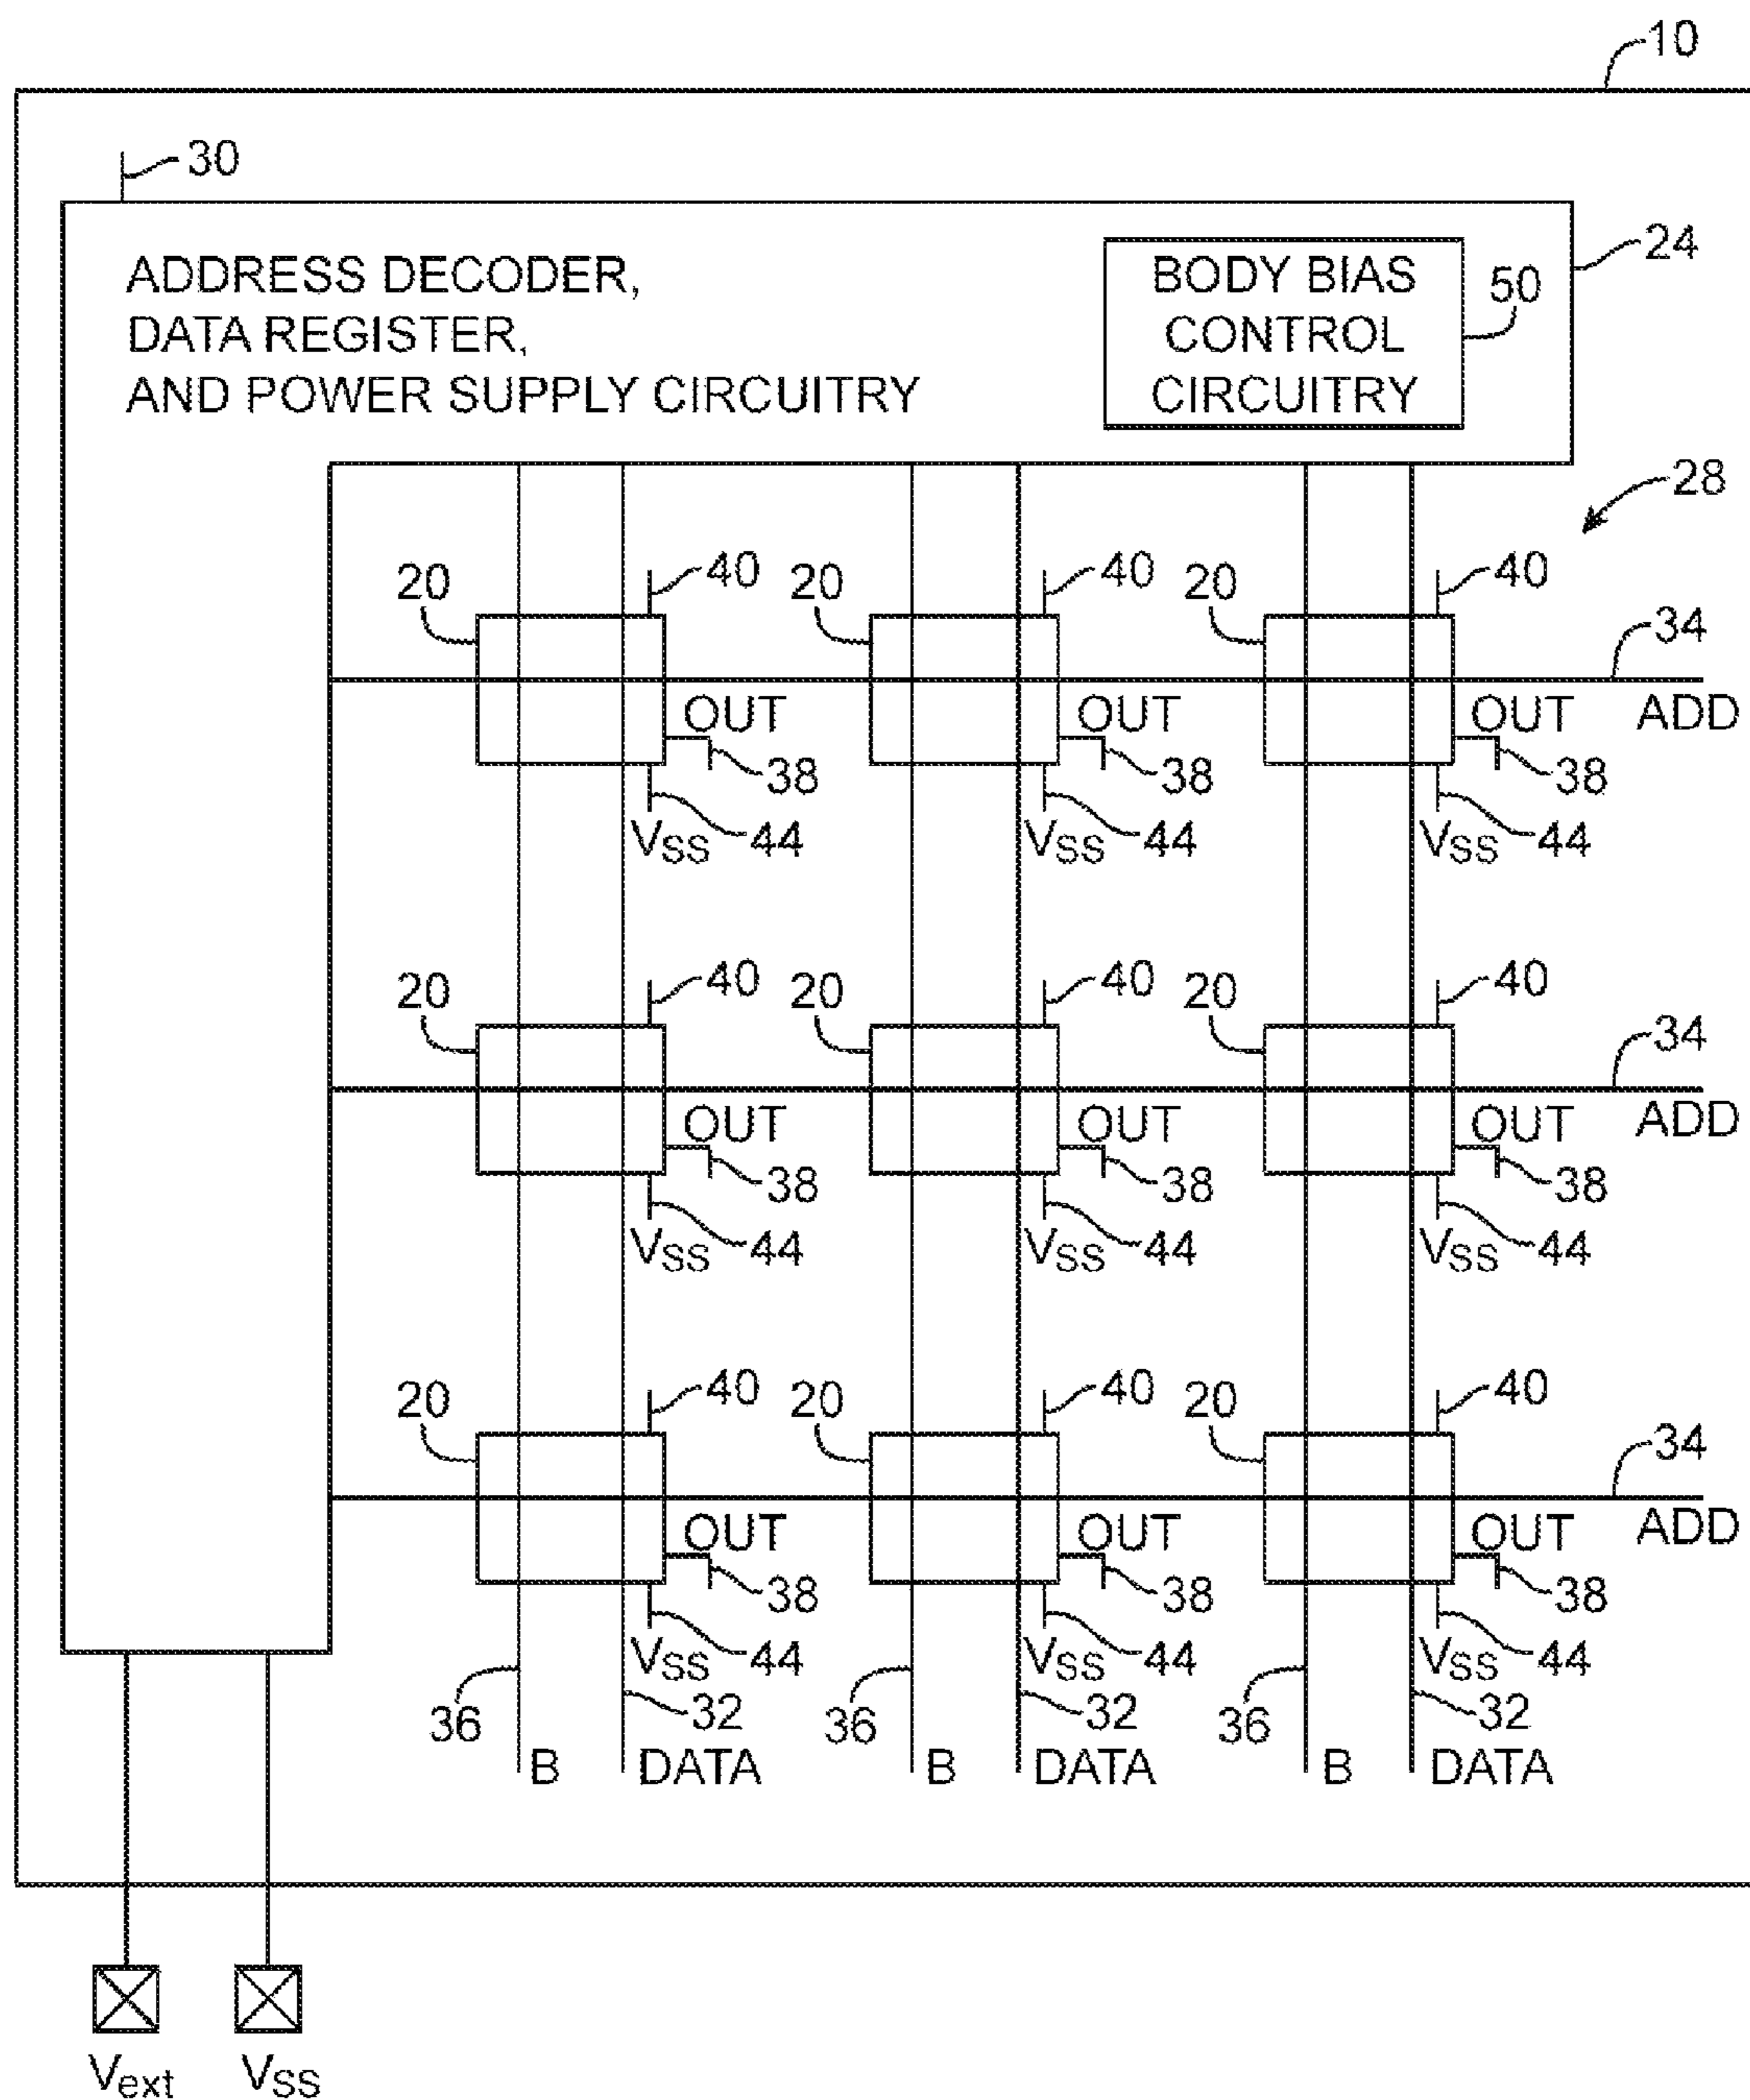 10
30
ADDRESS DECODER,
DATA REGISTER,
AND POWER SUPPLY CIRCUITRY
BODY BIAS
CONTROL
CIRCUITRY
50
24
28
20 40 20 40 20 40
34
OUT OUT OUT ADD
38 38 38
VSS 44 VSS 44 VSS 44
20 40 20 40 20 40
34
OUT OUT OUT ADD
38 38 38
VSS 44 VSS 44 VSS 44
20 40 20 40 20 40
34
OUT OUT OUT ADD
38 38 38
VSS 44 VSS 44 VSS 44
36 32 36 32 36 32
B DATA B DATA B DATA
Vext VSS